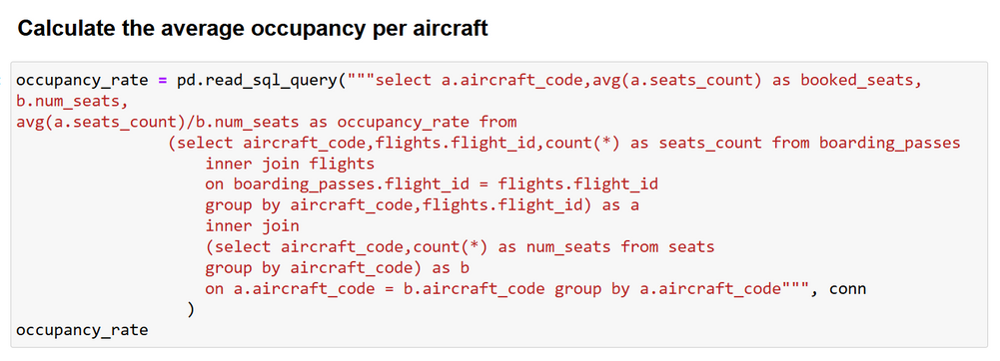 Calculate the average occupancy per aircraft
occupancy_rate = pd.read_sql_query("""select a.aircraft_code,avg(a.seats_count) as booked_seats,
b.num_seats,
avg(a.seats_count)/b.num_seats as occupancy_rate from
(select aircraft_code,flights.flight_id,count(*) as seats_count from boarding_passes
inner join flights
on boarding_passes.flight_id = flights.flight_id
group by aircraft_code,flights.flight_id) as a
inner join
(select aircraft_code,count(*) as num_seats from seats
group by aircraft_code) as b
on a.aircraft_code = b.aircraft_code group by a.aircraft_code""", conn
)
occupancy_rate